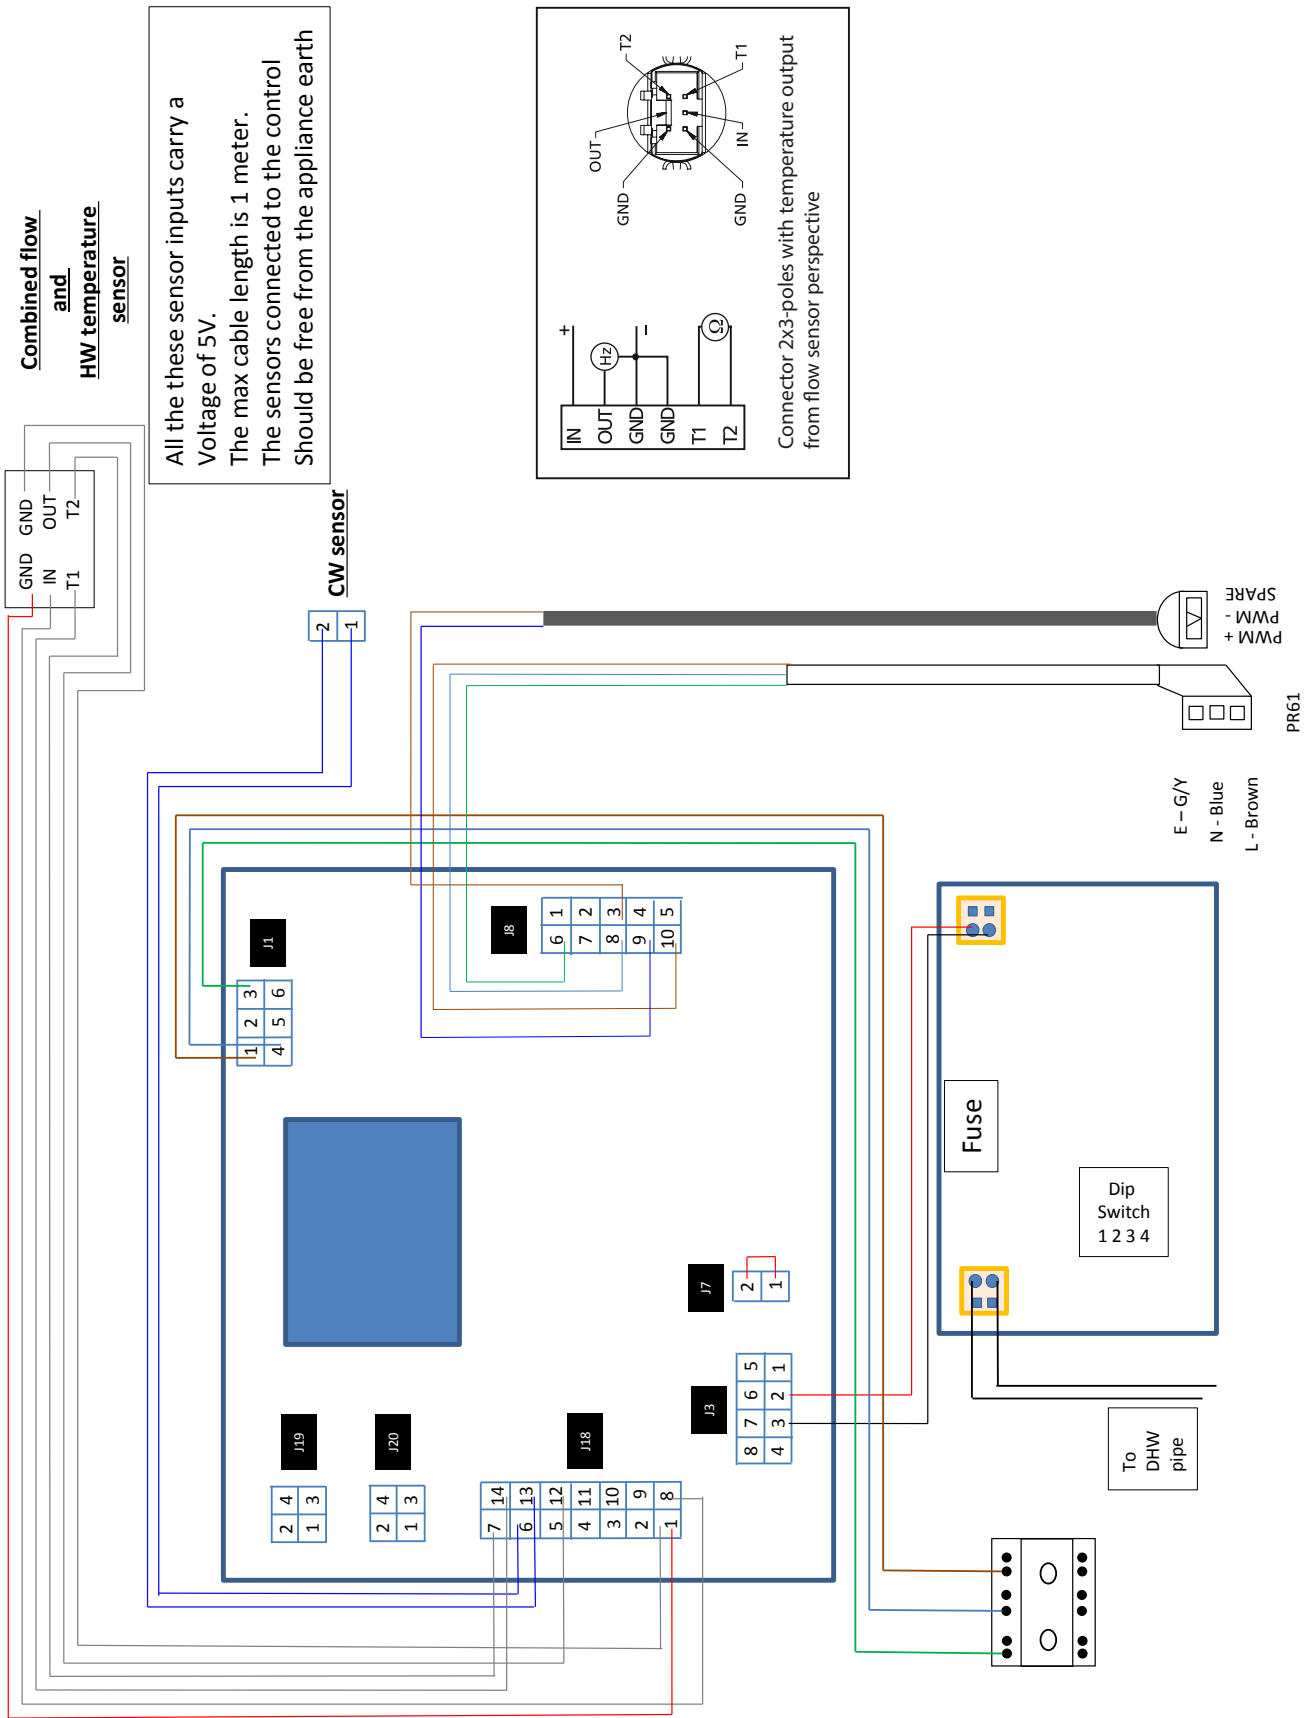 Combined flow
and
HW temperature
sensor
GND GND
IN OUT
T1 T2
All the these sensor inputs carry a
Voltage of 5V.
The max cable length is 1 meter.
The sensors connected to the control
Should be free from the appliance earth
CW sensor
2
1
IN
OUT
GND
GND
T1
T2
+
Hz
-
Ω
GND
OUT
T2
GND
IN
T1
Connector 2x3-poles with temperature output
from flow sensor perspective
J19
2 4
1 3
J20
2 4
1 3
J18
7 14
6 13
5 12
4 11
3 10
2 9
1 8
J1
1 2 3
4 5 6
J8
6 1
7 2
8 3
9 4
10 5
J3
8 7 6 5
4 3 2 1
J7
2
1
Fuse
Dip
Switch
1 2 3 4
To
DHW
pipe
E – G/Y
N - Blue
L - Brown
PR61
PWM +
PWM -
SPARE